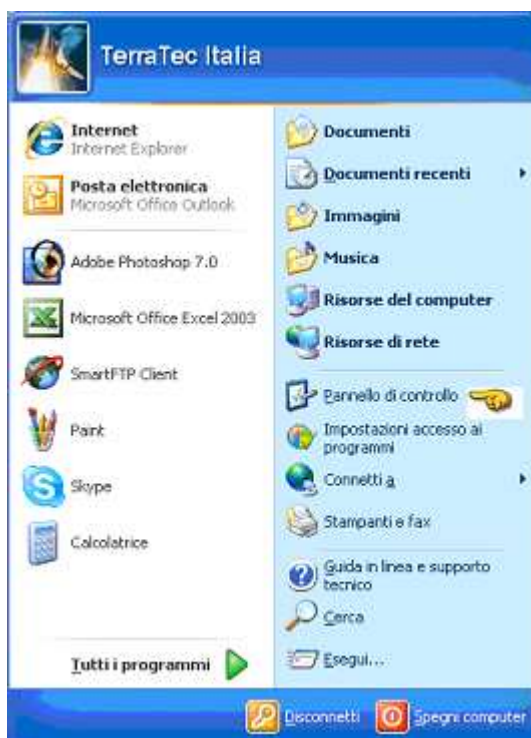 TerraTec Italia
Internet
Internet Explorer
Posta elettronica
Microsoft Office Outlook
Adobe Photoshop 7.0
Microsoft Office Excel 2003
SmartFTP Client
Paint
Skype
Calcolatrice
Tutti i programmi
Documenti
Documenti recenti
Immagini
Musica
Risorse del computer
Risorse di rete
Pannello di controllo
Impostazioni accesso ai
programmi
Connetti a
Stampanti e fax
Guida in linea e supporto
tecnico
Cerca
Esegui...
Disconnetti
Spegni computer